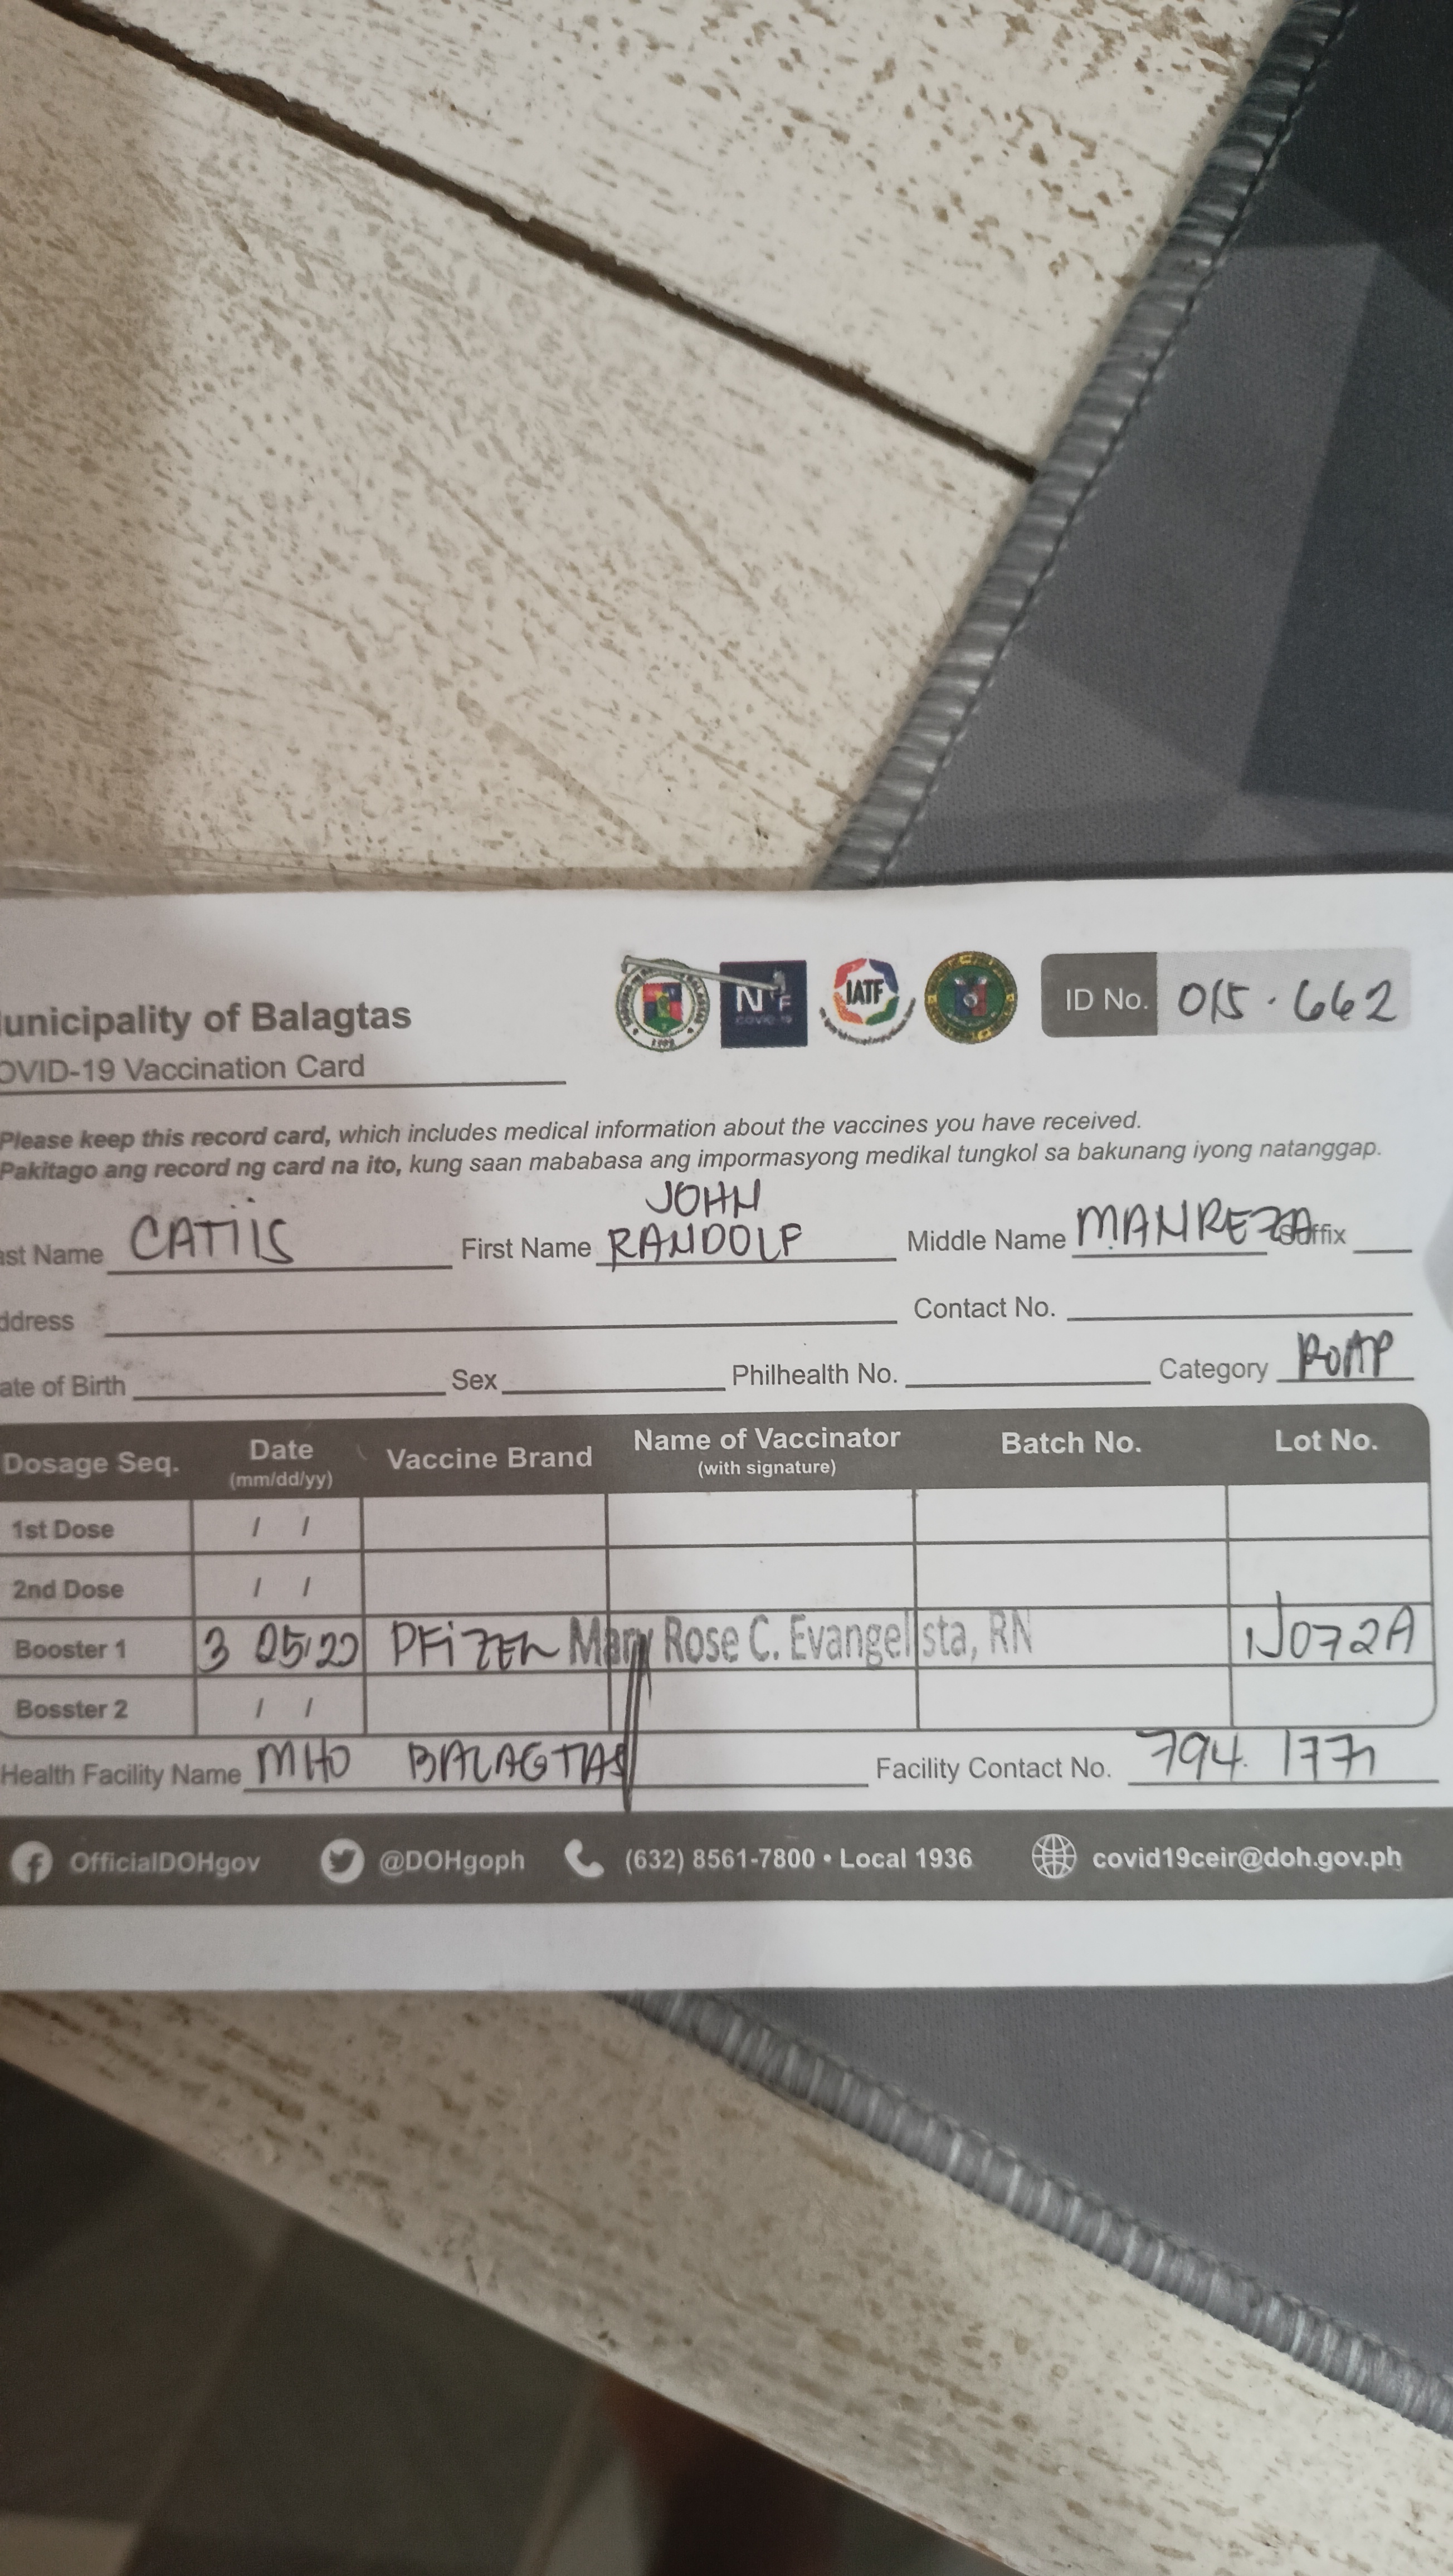 unicipality of Balagtas
OVID-19 Vaccination Card
IATF
ID No. 015.662
Please keep this record card, which includes medical information about the vaccines you have received.
Pakitago ang record ng card na ito, kung saan mababasa ang impormasyong medikal tungkol sa bakunang iyong natanggap.
ast Name CATIIS First Name JOHN RANDOLF Middle Name MANREZA Suffix
ddress Contact No.
ate of Birth Sex Philhealth No. Category ROAP
Dosage Seq. Date (mm/dd/yy) Vaccine Brand Name of Vaccinator (with signature) Batch No. Lot No.
1st Dose / /
2nd Dose / /
Booster 1 3 05 22 PFiZER Mary Rose C. Evangelista, RN 1J072A
Bosster 2 / /
Health Facility Name MHO BALAGTAS Facility Contact No. 794. 1771
OfficialDOHgov @DOHgoph (632) 8561-7800 • Local 1936 covid19ceir@doh.gov.ph